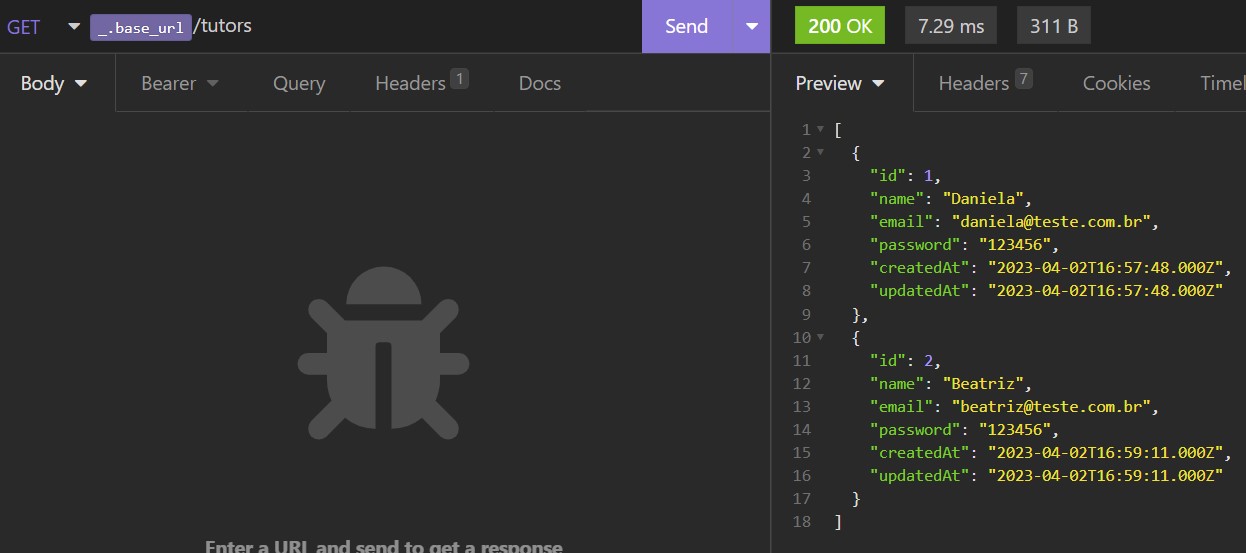 GET _.base_url/tutors Send 200 OK 7.29 ms 311 B
Body Bearer Query Headers 1 Docs Preview Headers 7 Cookies Timel
1 [
2 {
3 "id": 1,
4 "name": "Daniela",
5 "email": "daniela@teste.com.br",
6 "password": "123456",
7 "createdAt": "2023-04-02T16:57:48.000Z",
8 "updatedAt": "2023-04-02T16:57:48.000Z"
9 },
10 {
11 "id": 2,
12 "name": "Beatriz",
13 "email": "beatriz@teste.com.br",
14 "password": "123456",
15 "createdAt": "2023-04-02T16:59:11.000Z",
16 "updatedAt": "2023-04-02T16:59:11.000Z"
17 }
18 ]
Enter a URL and send to get a response